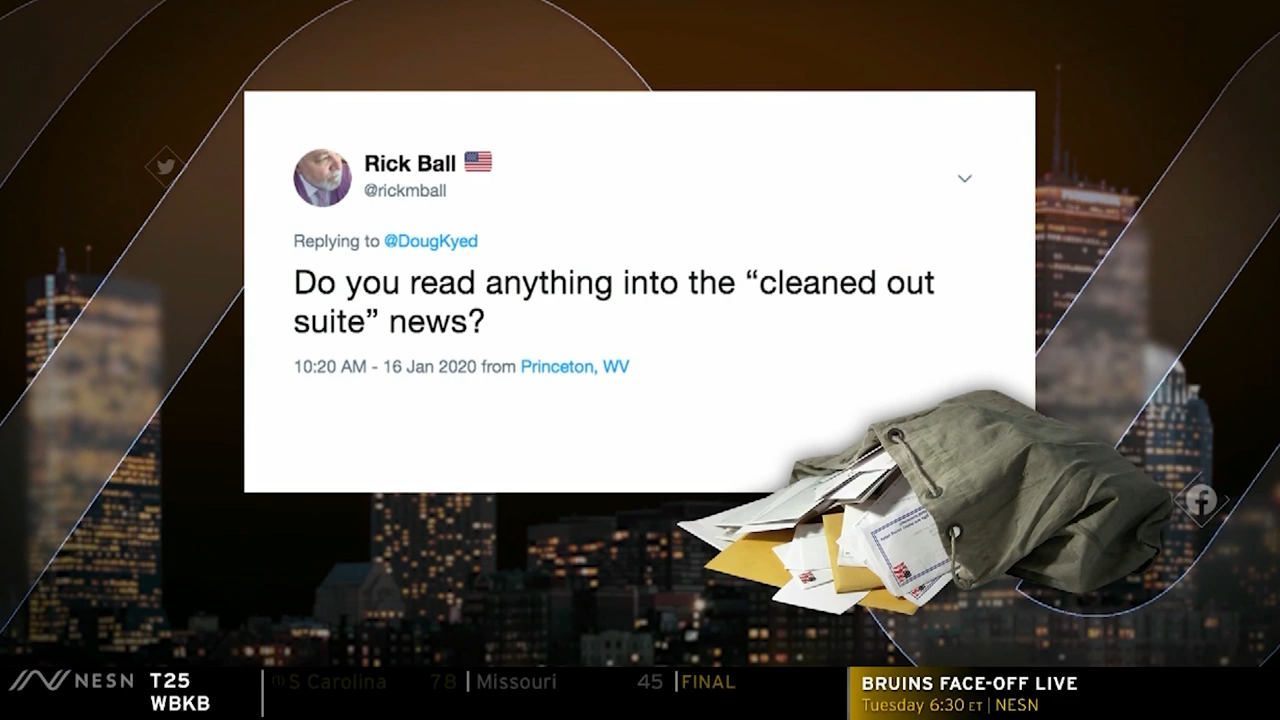 Rick Ball
@rickmball
Replying to @DougKyed
Do you read anything into the “cleaned out
suite” news?
10:20 AM - 16 Jan 2020 from Princeton, WV
NESN
T25
WBKB
(1) S Carolina 78
Missouri 45
FINAL
BRUINS FACE-OFF LIVE
Tuesday 6:30 ET | NESN